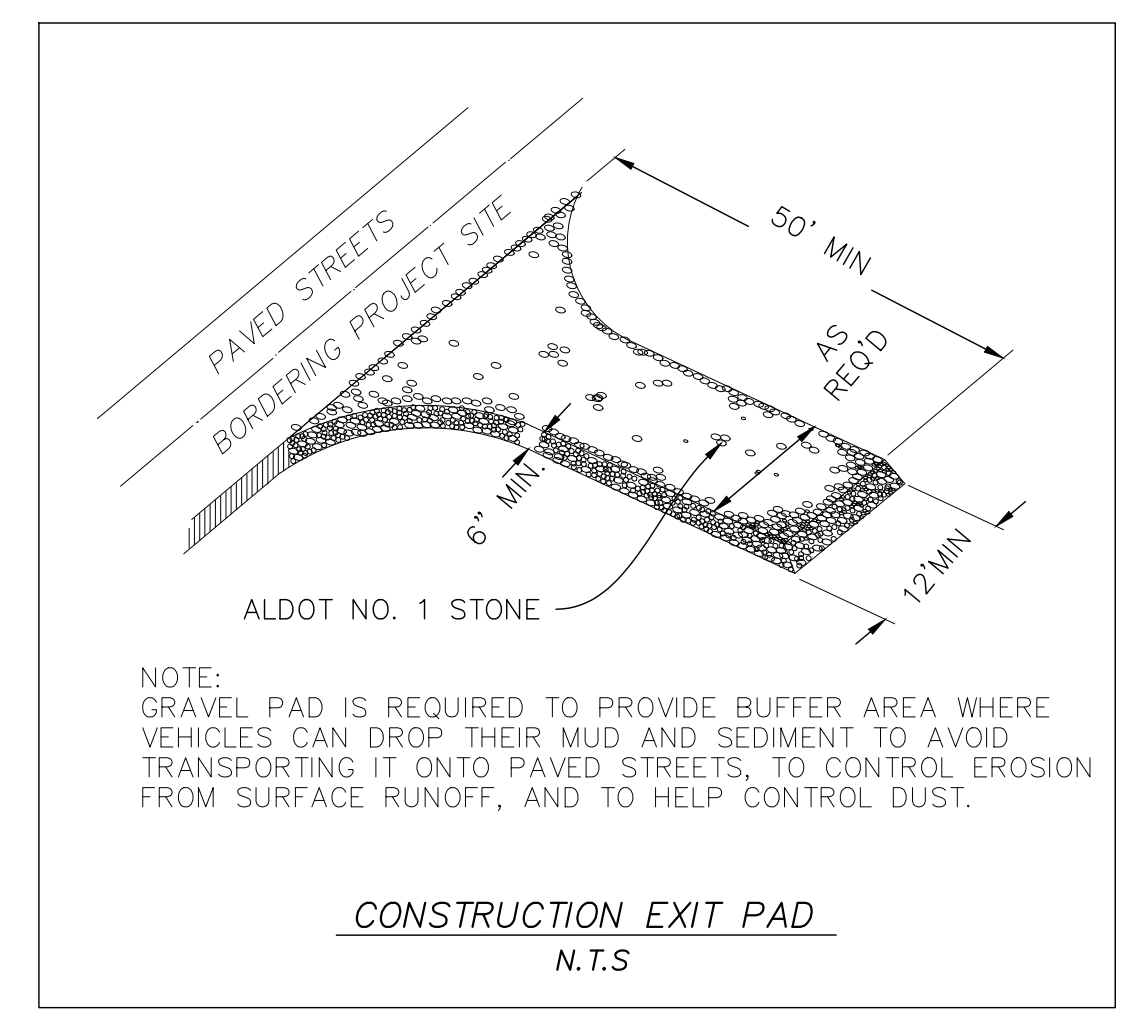 PAVED STREETS
BORDERING PROJECT SITE
50' MIN
AS
REQ'D
6" MIN.
12'MIN
ALDOT NO. 1 STONE
NOTE:
GRAVEL PAD IS REQUIRED TO PROVIDE BUFFER AREA WHERE
VEHICLES CAN DROP THEIR MUD AND SEDIMENT TO AVOID
TRANSPORTING IT ONTO PAVED STREETS, TO CONTROL EROSION
FROM SURFACE RUNOFF, AND TO HELP CONTROL DUST.
CONSTRUCTION EXIT PAD
N.T.S